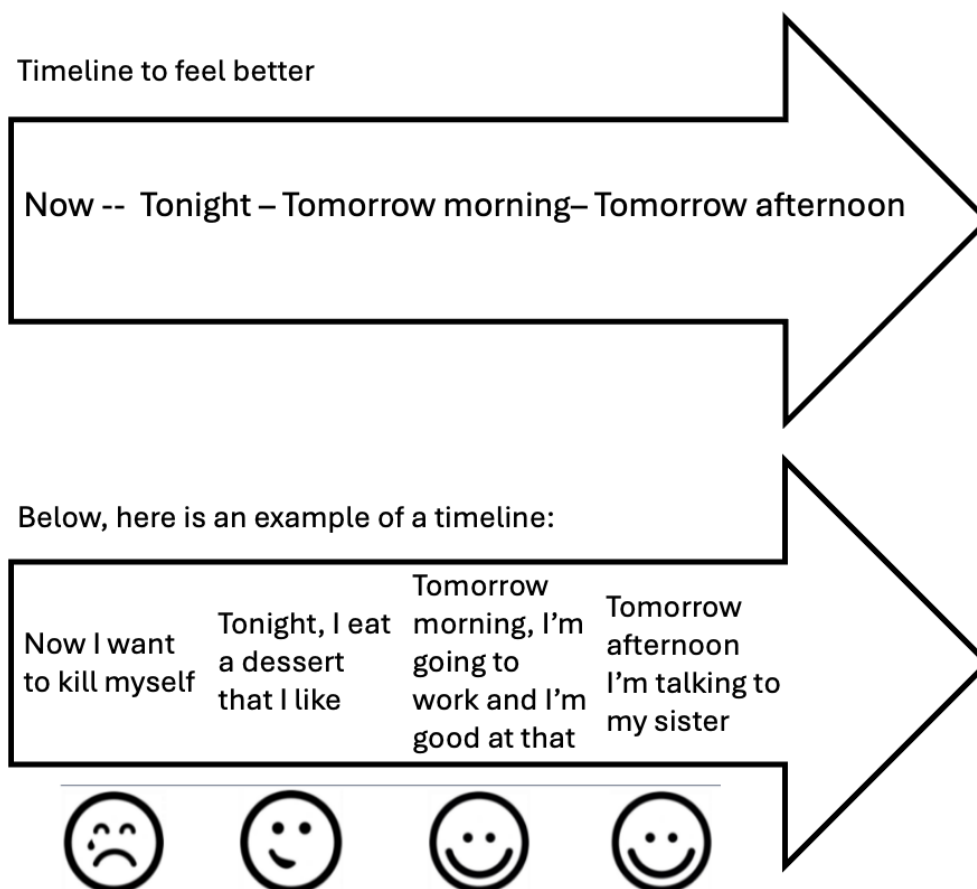 Timeline to feel better
Now -- Tonight – Tomorrow morning– Tomorrow afternoon
Below, here is an example of a timeline:
Now I want
to kill myself
Tonight, I eat
a dessert
that I like
Tomorrow
morning, I’m
going to
work and I’m
good at that
Tomorrow
afternoon
I’m talking to
my sister